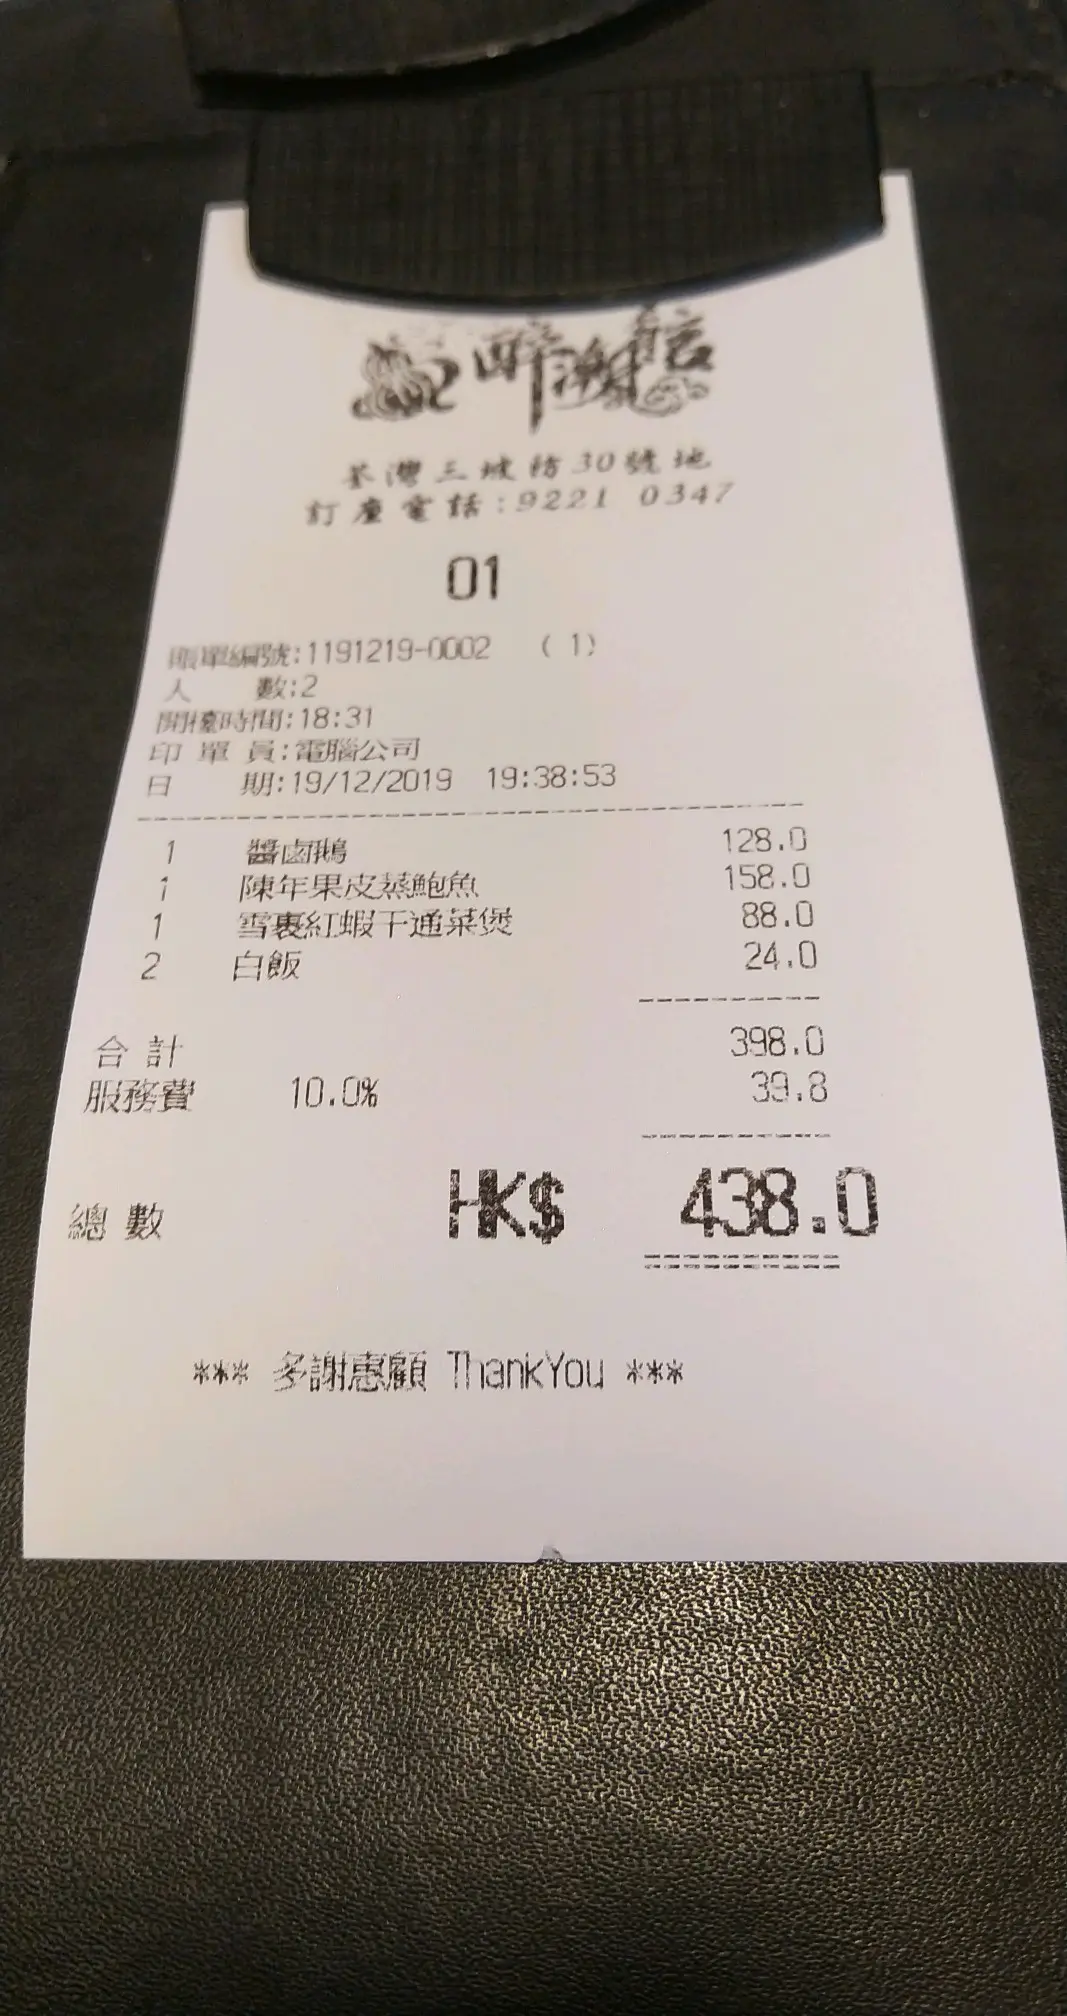 醉潮言
荃灣三坡坊30號地
訂座電話:9221 0347
01
賬單編號:1191219-0002 ( 1)
人 數:2
開檯時間:18:31
印 單 員:電腦公司
日 期:19/12/2019 19:38:53
1 醬鹵鵝 128.0
1 陳年果皮蒸鮑魚 158.0
1 雪裹紅蝦干通菜煲 88.0
2 白飯 24.0
合 計 398.0
服務費 10.0% 39.8
總 數 HK$ 438.0
*** 多謝惠顧 ThankYou ***